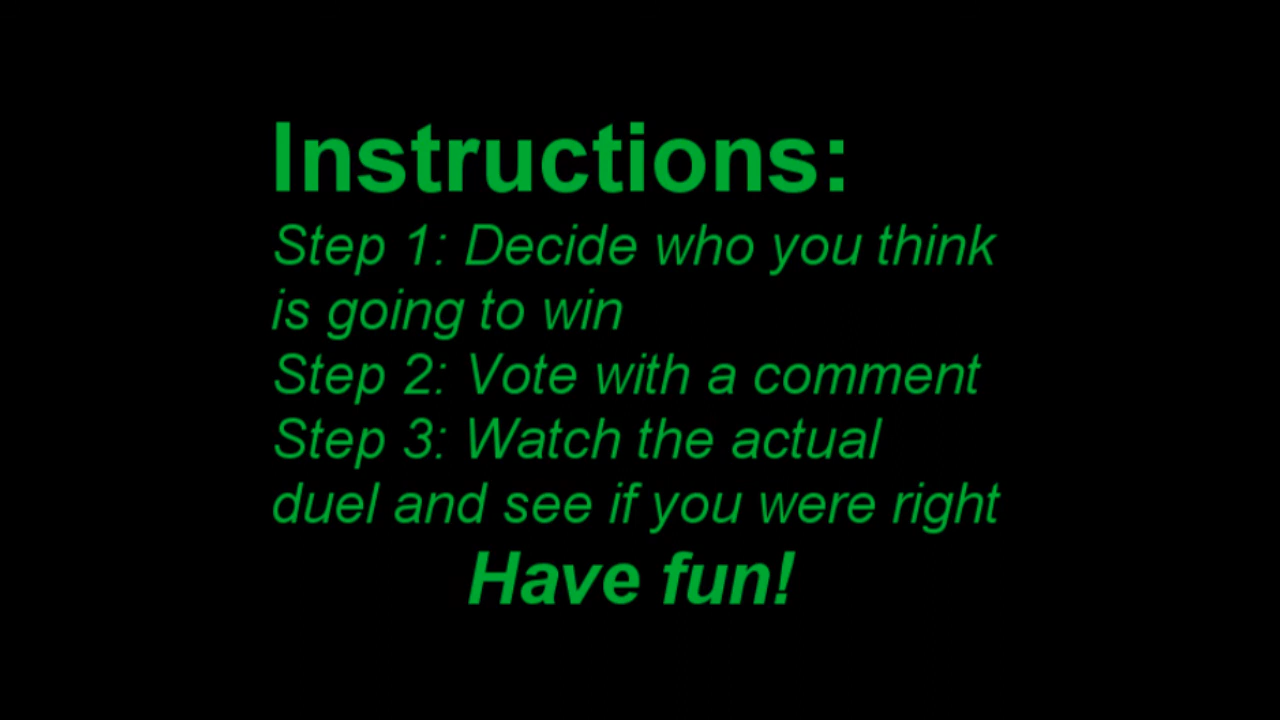 Instructions:
Step 1: Decide who you think
is going to win
Step 2: Vote with a comment
Step 3: Watch the actual
duel and see if you were right
Have fun!